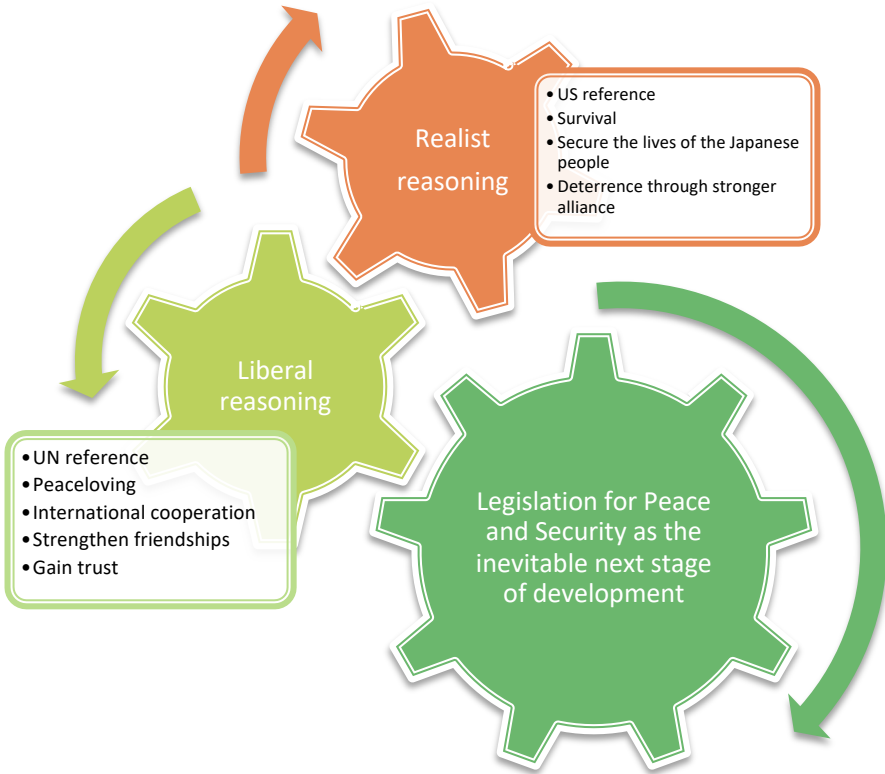 Realist
reasoning
• US reference
• Survival
• Secure the lives of the Japanese
people
• Deterrence through stronger
alliance
Liberal
reasoning
• UN reference
• Peaceloving
• International cooperation
• Strengthen friendships
• Gain trust
Legislation for Peace
and Security as the
inevitable next stage
of development